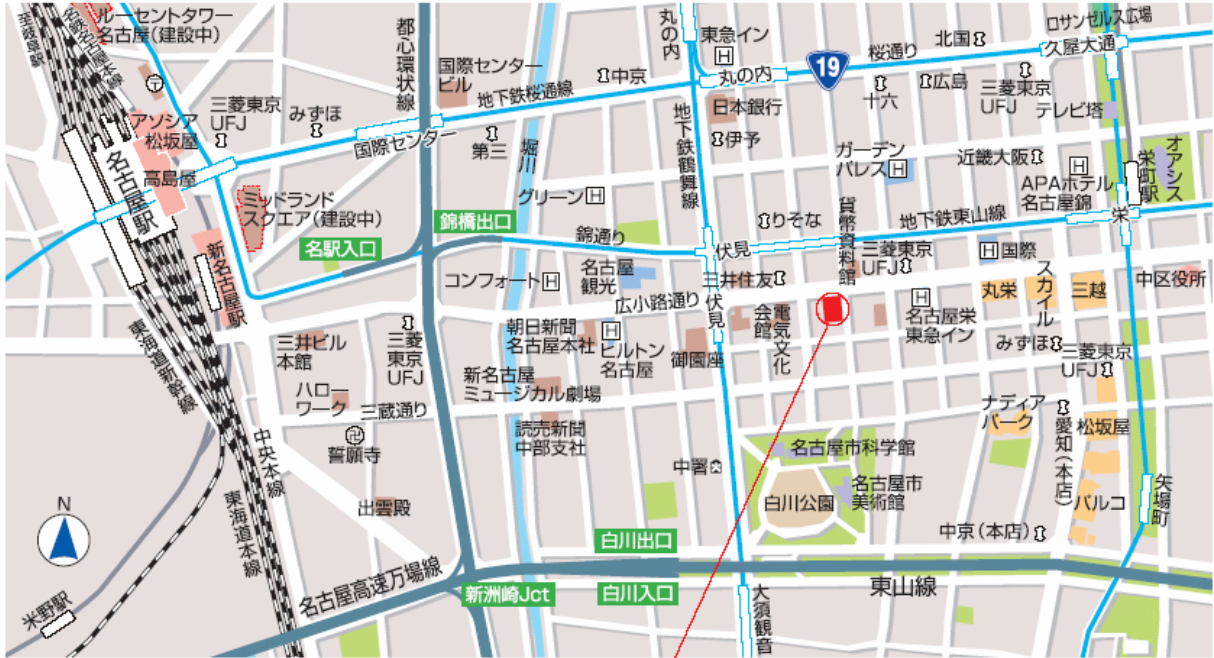 ルーセントタワー
名古屋(建設中)
至岐阜駅
名鉄名古屋本線
都心環状線
国際センター
ビル
丸の内
東急イン
H
丸の内
19
桜通り
北国
ロサンゼルス広場
久屋大通
三菱東京
UFJ
みずほ
地下鉄桜通線
中京
日本銀行
十六
広島
三菱東京
UFJ
テレビ塔
アソシア
松坂屋
国際センター
第三
堀川
地下鉄鶴舞線
伊予
ガーデン
パレス
H
近畿大阪
H
APAホテル
名古屋錦
栄町駅
オアシス
名古屋駅
高島屋
ミッドランド
スクエア(建設中)
グリーン
H
錦橋出口
名駅入口
錦通り
りそな
伏見
貨幣資料館
地下鉄東山線
栄
新名古屋駅
コンフォート
H
名古屋
観光
三井住友
三菱東京
UFJ
H
国際
スカイル
丸栄
三越
中区役所
広小路通り
伏見
H
名古屋栄
東急イン
東海道新幹線
三井ビル
本館
三菱東京UFJ
朝日新聞
名古屋本社
H
ヒルトン
名古屋
御園座
電気文化
会館
みずほ
三菱東京
UFJ
ハロー
ワーク
三蔵通り
新名古屋
ミュージカル劇場
ナディア
パーク
愛知(本店)
松坂屋
中央本線
誓願寺
読売新聞
中部支社
中署
名古屋市科学館
名古屋市
美術館
白川公園
パルコ
矢場町
N
東海道本線
出雲殿
白川出口
中京(本店)
名古屋高速万場線
新洲崎Jct
白川入口
東山線
米野駅
大須観音